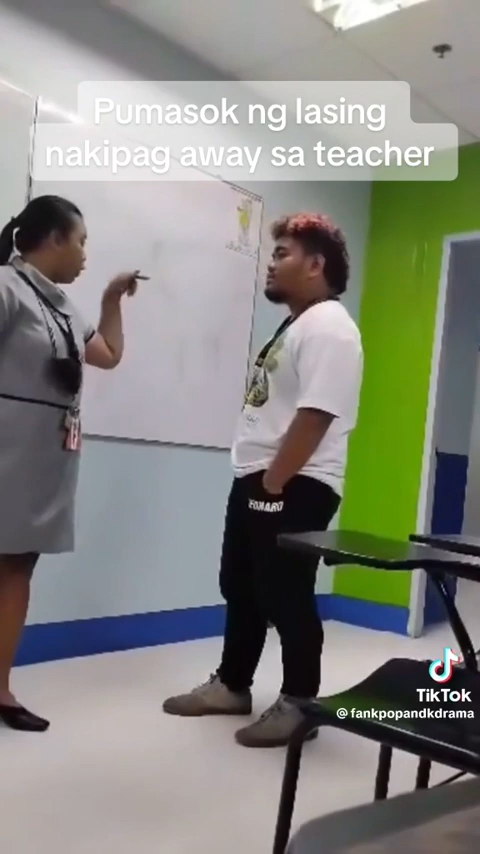 Pumasok ng lasing
nakipag away sa teacher
TikTok
@ fankpopandkdrama